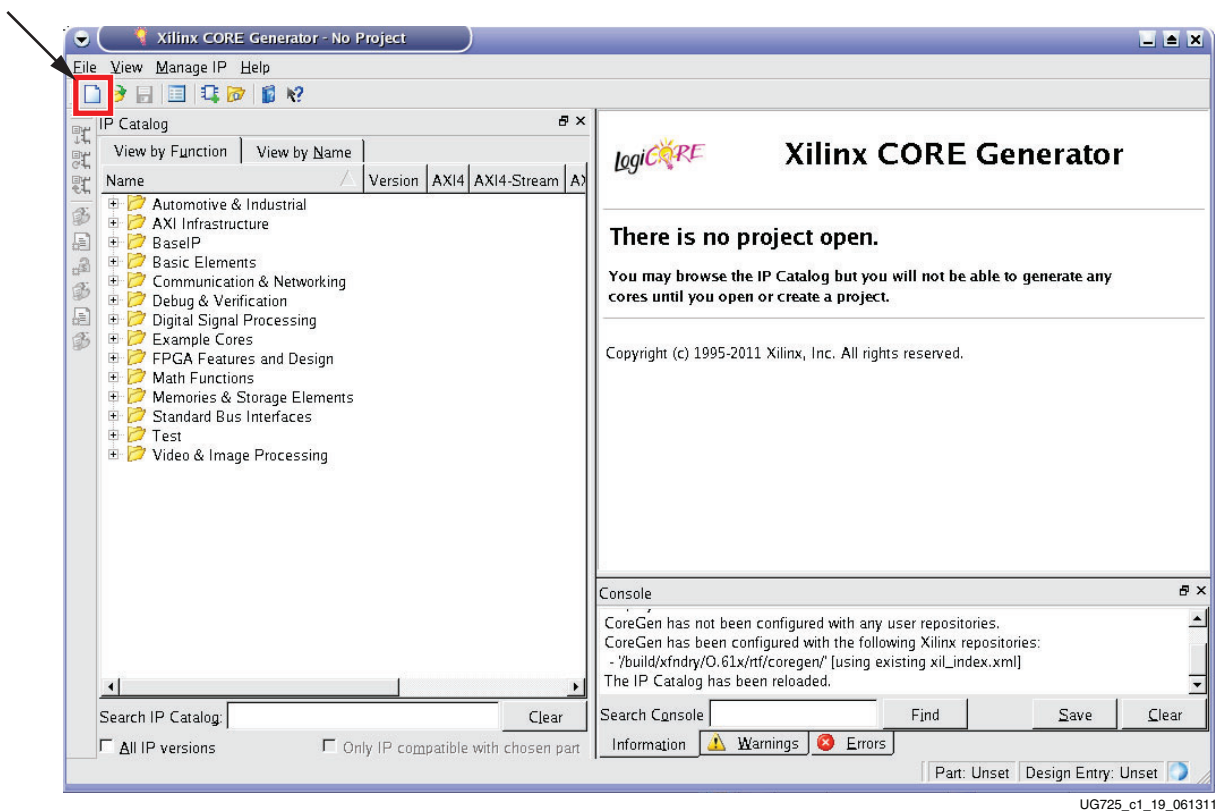 Xilinx CORE Generator - No Project
File View Manage IP Help
IP Catalog
View by Function View by Name
Name Version AXI4 AXI4-Stream AX
Automotive & Industrial
AXI Infrastructure
BaseIP
Basic Elements
Communication & Networking
Debug & Verification
Digital Signal Processing
Example Cores
FPGA Features and Design
Math Functions
Memories & Storage Elements
Standard Bus Interfaces
Test
Video & Image Processing
Search IP Catalog: Clear
All IP versions Only IP compatible with chosen part
LogiCORE Xilinx CORE Generator
There is no project open.
You may browse the IP Catalog but you will not be able to generate any
cores until you open or create a project.
Copyright (c) 1995-2011 Xilinx, Inc. All rights reserved.
Console
CoreGen has not been configured with any user repositories.
CoreGen has been configured with the following Xilinx repositories:
- '/build/xfndry/O.61x/rtf/coregen/' [using existing xil_index.xml]
The IP Catalog has been reloaded.
Search Console Find Save Clear
Information Warnings Errors
Part: Unset Design Entry: Unset
UG725_c1_19_061311